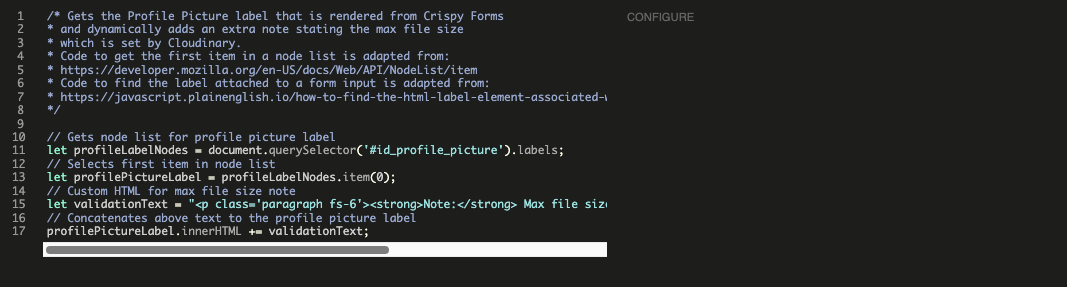 1 /* Gets the Profile Picture label that is rendered from Crispy Forms
2 * and dynamically adds an extra note stating the max file size
3 * which is set by Cloudinary.
4 * Code to get the first item in a node list is adapted from:
5 * https://developer.mozilla.org/en-US/docs/Web/API/NodeList/item
6 * Code to find the label attached to a form input is adapted from:
7 * https://javascript.plainenglish.io/how-to-find-the-html-label-element-associated-
8 */
9
10 // Gets node list for profile picture label
11 let profileLabelNodes = document.querySelector('#id_profile_picture').labels;
12 // Selects first item in node list
13 let profilePictureLabel = profileLabelNodes.item(0);
14 // Custom HTML for max file size note
15 let validationText = "<p class='paragraph fs-6'><strong>Note:</strong> Max file size
16 // Concatenates above text to the profile picture label
17 profilePictureLabel.innerHTML += validationText;
CONFIGURE